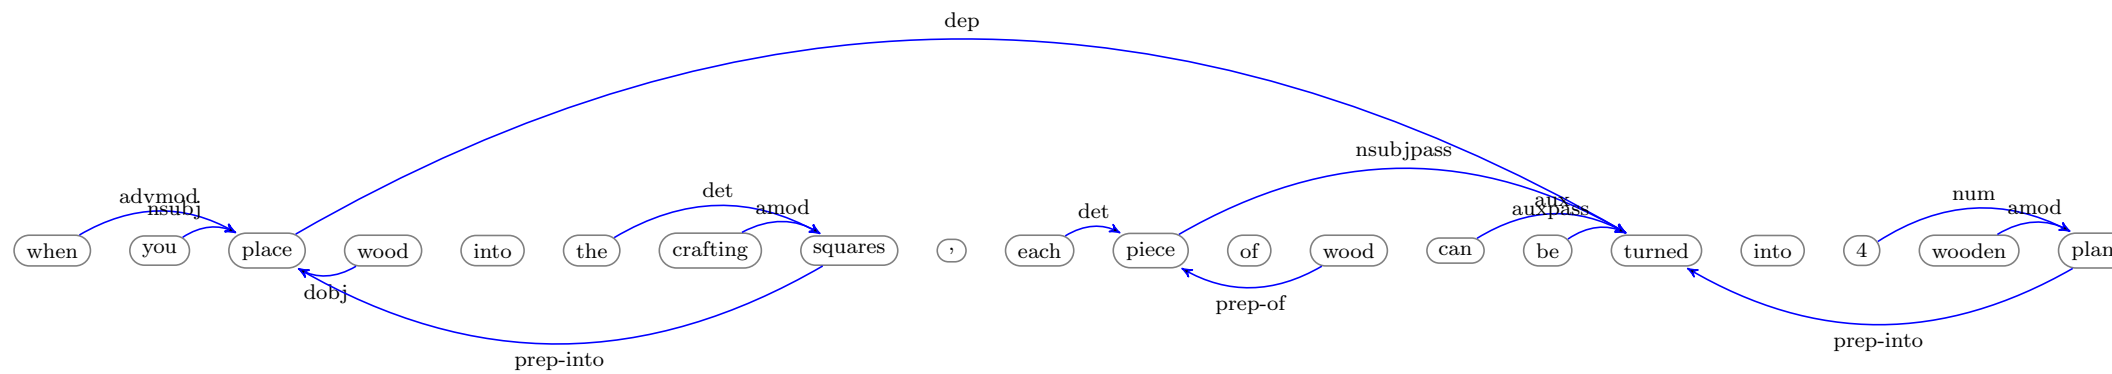 dep
nsubjpass
advmod det num
nsubj amod det aux amod
auxpass
when you place wood into the crafting squares , each piece of wood can be turned into 4 wooden plan
dobj prep-of
prep-into prep-into